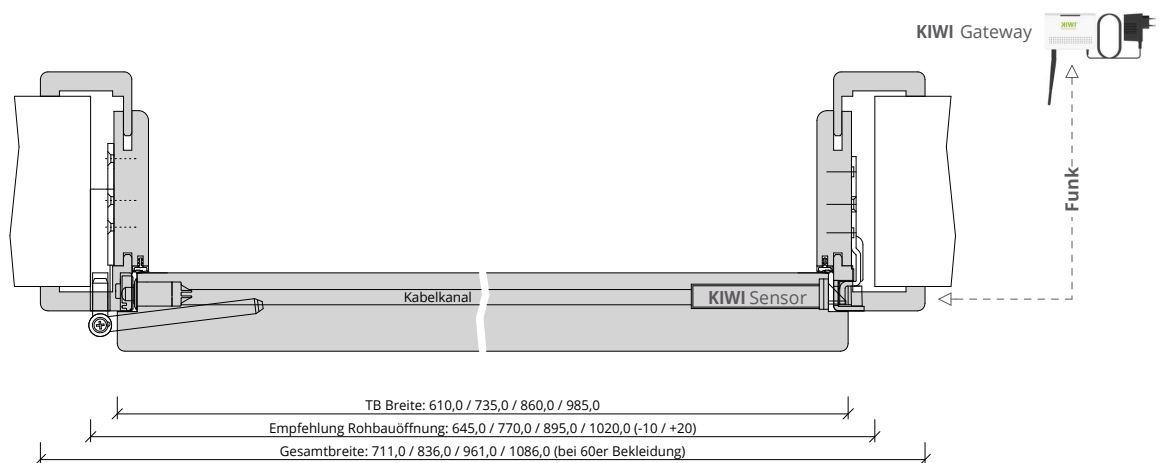 KIWI Gateway
KIWI
Funk
Kabelkanal
KIWI Sensor
TB Breite: 610,0 / 735,0 / 860,0 / 985,0
Empfehlung Rohbauöffnung: 645,0 / 770,0 / 895,0 / 1020,0 (-10 / +20)
Gesamtbreite: 711,0 / 836,0 / 961,0 / 1086,0 (bei 60er Bekleidung)